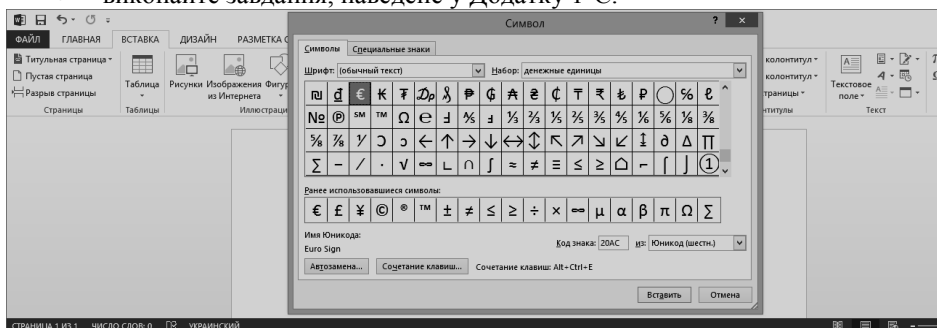 виконайте завдання, наведене у Додатку 1-С.
Символ
? ×
ФАЙЛ ГЛАВНАЯ ВСТАВКА ДИЗАЙН РАЗМЕТКА
Символы Специальные знаки
Титульная страница
Пустая страница
Разрыв страницы
Таблица
Рисунки Изображения из Интернета
Страницы Таблицы
Шрифт: (обычный текст) Набор: денежные единицы
₪ ₫ € ₭ ₮ ₯ ₰ ₱ ₲ ₳ ₴ ₵ ₸ ₹ ₺ ₽ ◯ ℅ ℓ
№ ℗ ℠ ™ Ω ℮ Ⅎ ⅍ ⅎ ⅓ ⅔ ⅕ ⅖ ⅗ ⅘ ⅙ ⅚ ⅛ ⅜
⅝ ⅞ ⅟ Ↄ ↄ ← ↑ → ↓ ↔ ↕ ↖ ↗ ↘ ↙ ↨ ∂ ∆ ∏
∑ − ∕ ∙ √ ∞ ∟ ∩ ∫ ≈ ≠ ≡ ≤ ≥ ⌂ ⌐ ⌠ ⌡ ①
Ранее использовавшиеся символы:
€ £ ¥ © ® ™ ± ≠ ≤ ≥ ÷ × ∞ µ α β π Ω ∑
Имя Юникода:
Euro Sign
Код знака: 20AC из: Юникод (шестн.)
Автозамена... Сочетание клавиш... Сочетание клавиш: Alt+Ctrl+E
Вставить Отмена
колонтитул
колонтитул
Текстовое поле
Текст
СТРАНИЦА 1 ИЗ 1 ЧИСЛО СЛОВ: 0 УКРАИНСКИЙ